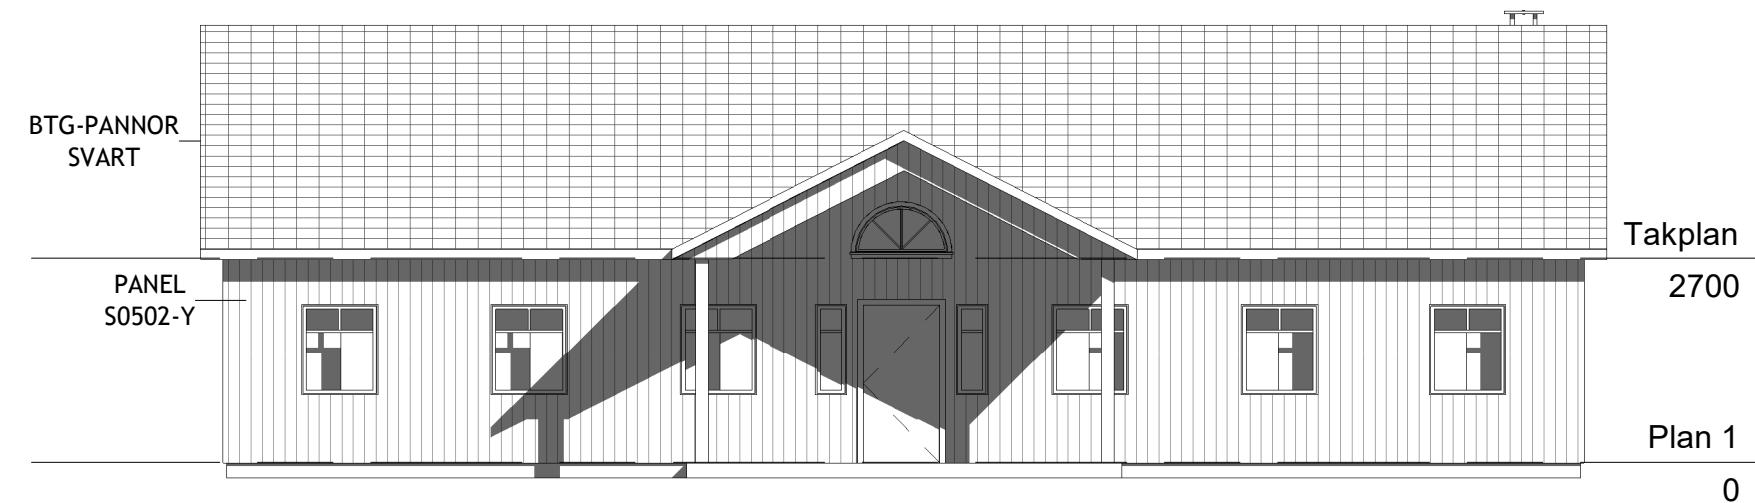 BTG-PANNOR
SVART
Takplan
2700
PANEL
S0502-Y
Plan 1
0